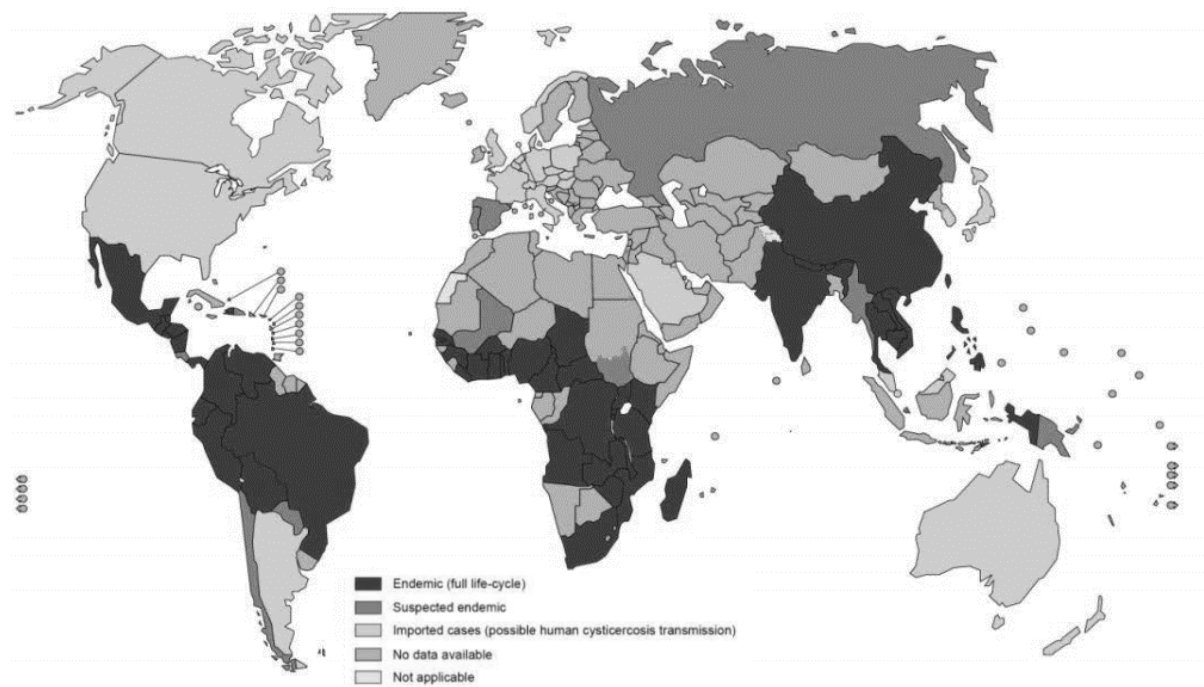 Endemic (full life-cycle)
Suspected endemic
Imported cases (possible human cysticercosis transmission)
No data available
Not applicable